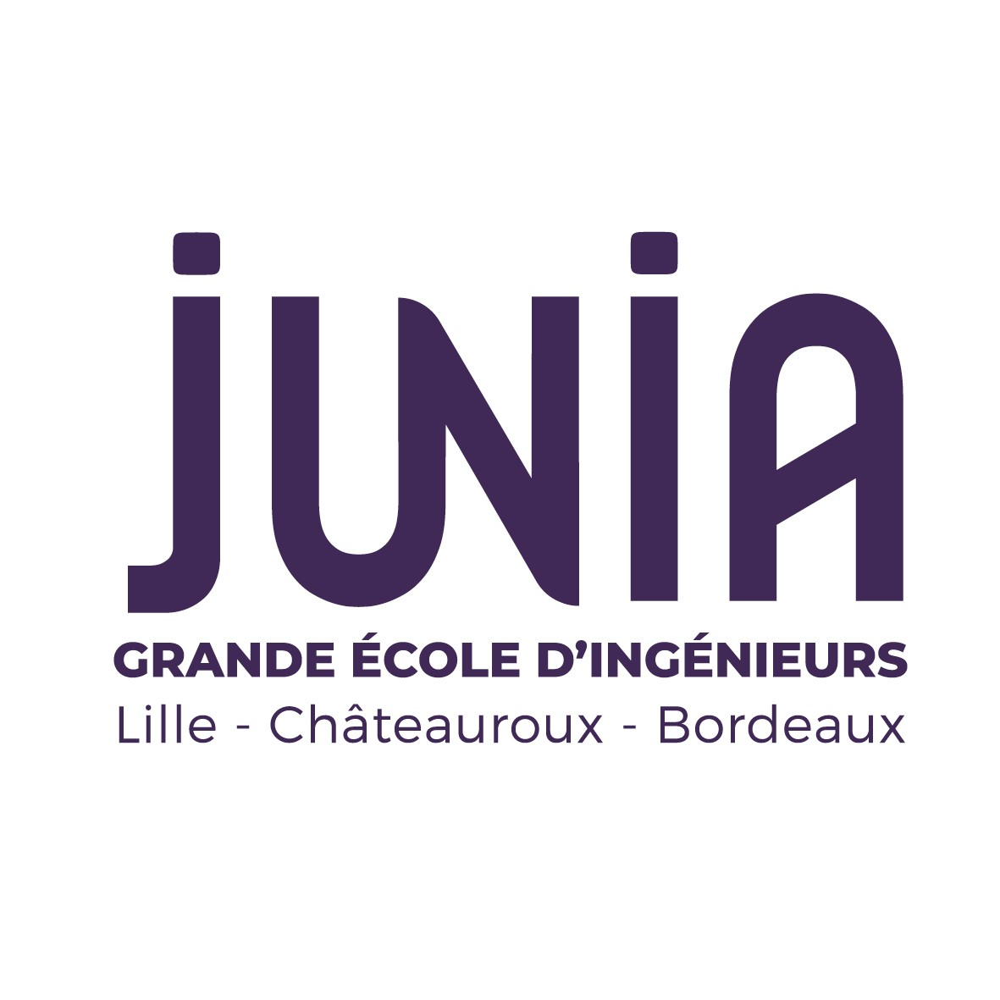 JUNIA
GRANDE ÉCOLE D’INGÉNIEURS
Lille - Châteauroux - Bordeaux